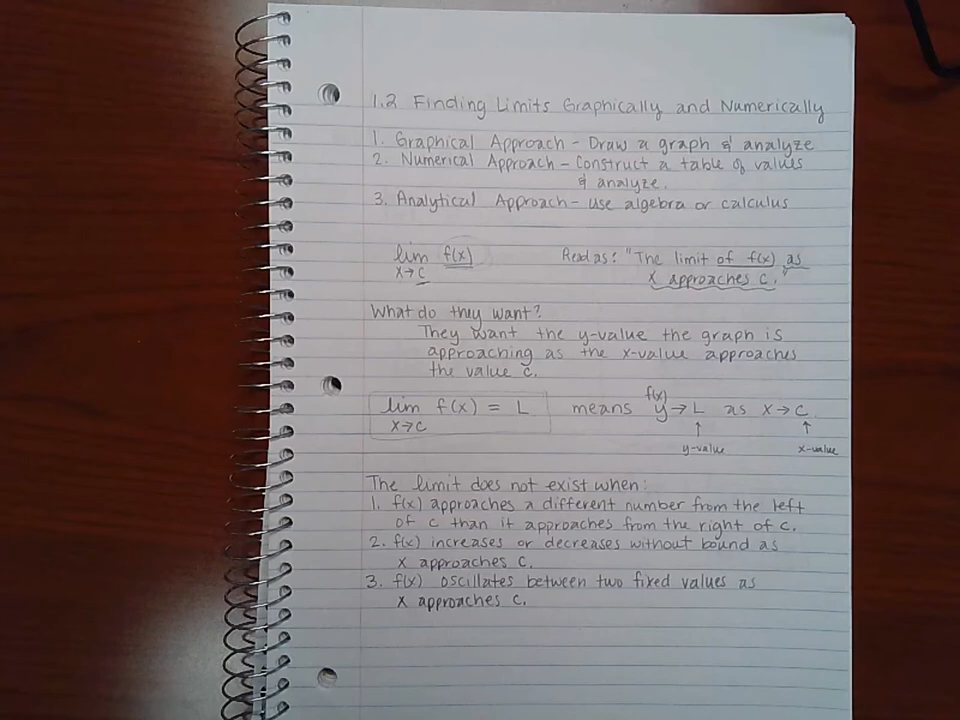 1.2 Finding Limits Graphically and Numerically
1. Graphical Approach - Draw a graph & analyze
2. Numerical Approach - Construct a table of values
& analyze.
3. Analytical Approach - use algebra or calculus
lim f(x) Read as: "The limit of f(x) as
x→c x approaches c."
What do they want?
They want the y-value the graph is
approaching as the x-value approaches
the value c.
f(x)
lim f(x) = L means y→L as x→c.
x→c ↑ ↑
y-value x-value
The limit does not exist when:
1. f(x) approaches a different number from the left
of c than it approaches from the right of c.
2. f(x) increases or decreases without bound as
x approaches c.
3. f(x) oscillates between two fixed values as
x approaches c.